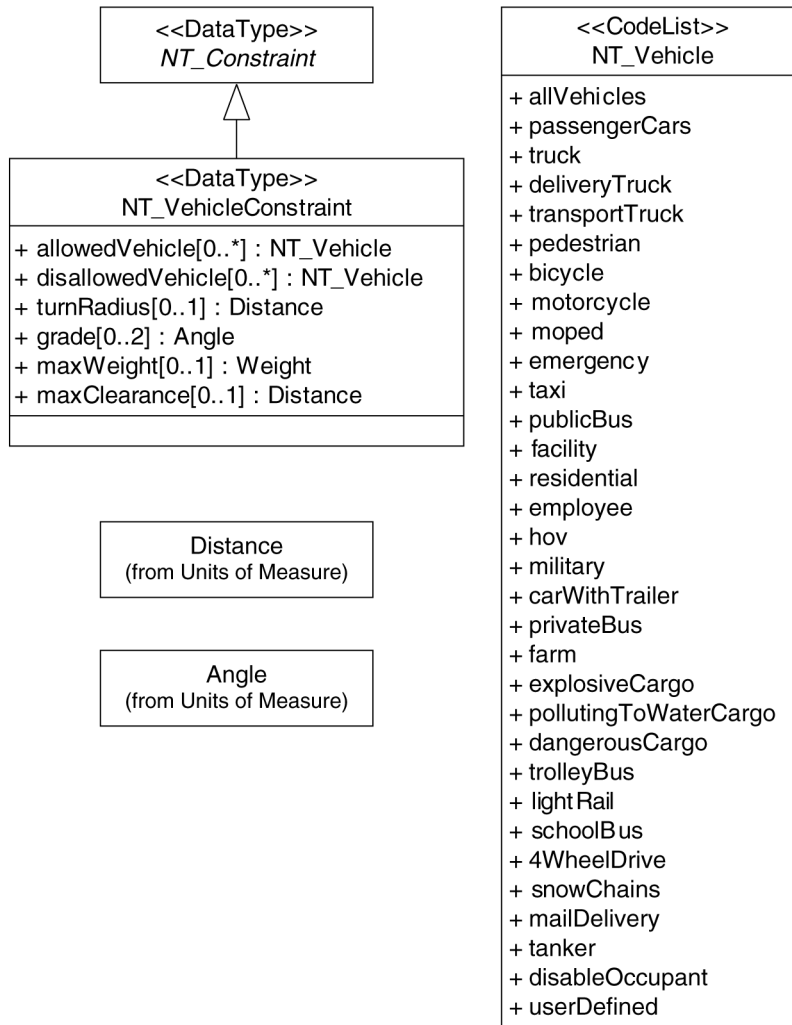 <<DataType>>
NT_Constraint
<<DataType>>
NT_VehicleConstraint
+ allowedVehicle[0..*] : NT_Vehicle
+ disallowedVehicle[0..*] : NT_Vehicle
+ turnRadius[0..1] : Distance
+ grade[0..2] : Angle
+ maxWeight[0..1] : Weight
+ maxClearance[0..1] : Distance
Distance
(from Units of Measure)
Angle
(from Units of Measure)
<<CodeList>>
NT_Vehicle
+ allVehicles
+ passengerCars
+ truck
+ deliveryTruck
+ transportTruck
+ pedestrian
+ bicycle
+ motorcycle
+ moped
+ emergency
+ taxi
+ publicBus
+ facility
+ residential
+ employee
+ hov
+ military
+ carWithTrailer
+ privateBus
+ farm
+ explosiveCargo
+ pollutingToWaterCargo
+ dangerousCargo
+ trolleyBus
+ lightRail
+ schoolBus
+ 4WheelDrive
+ snowChains
+ mailDelivery
+ tanker
+ disableOccupant
+ userDefined